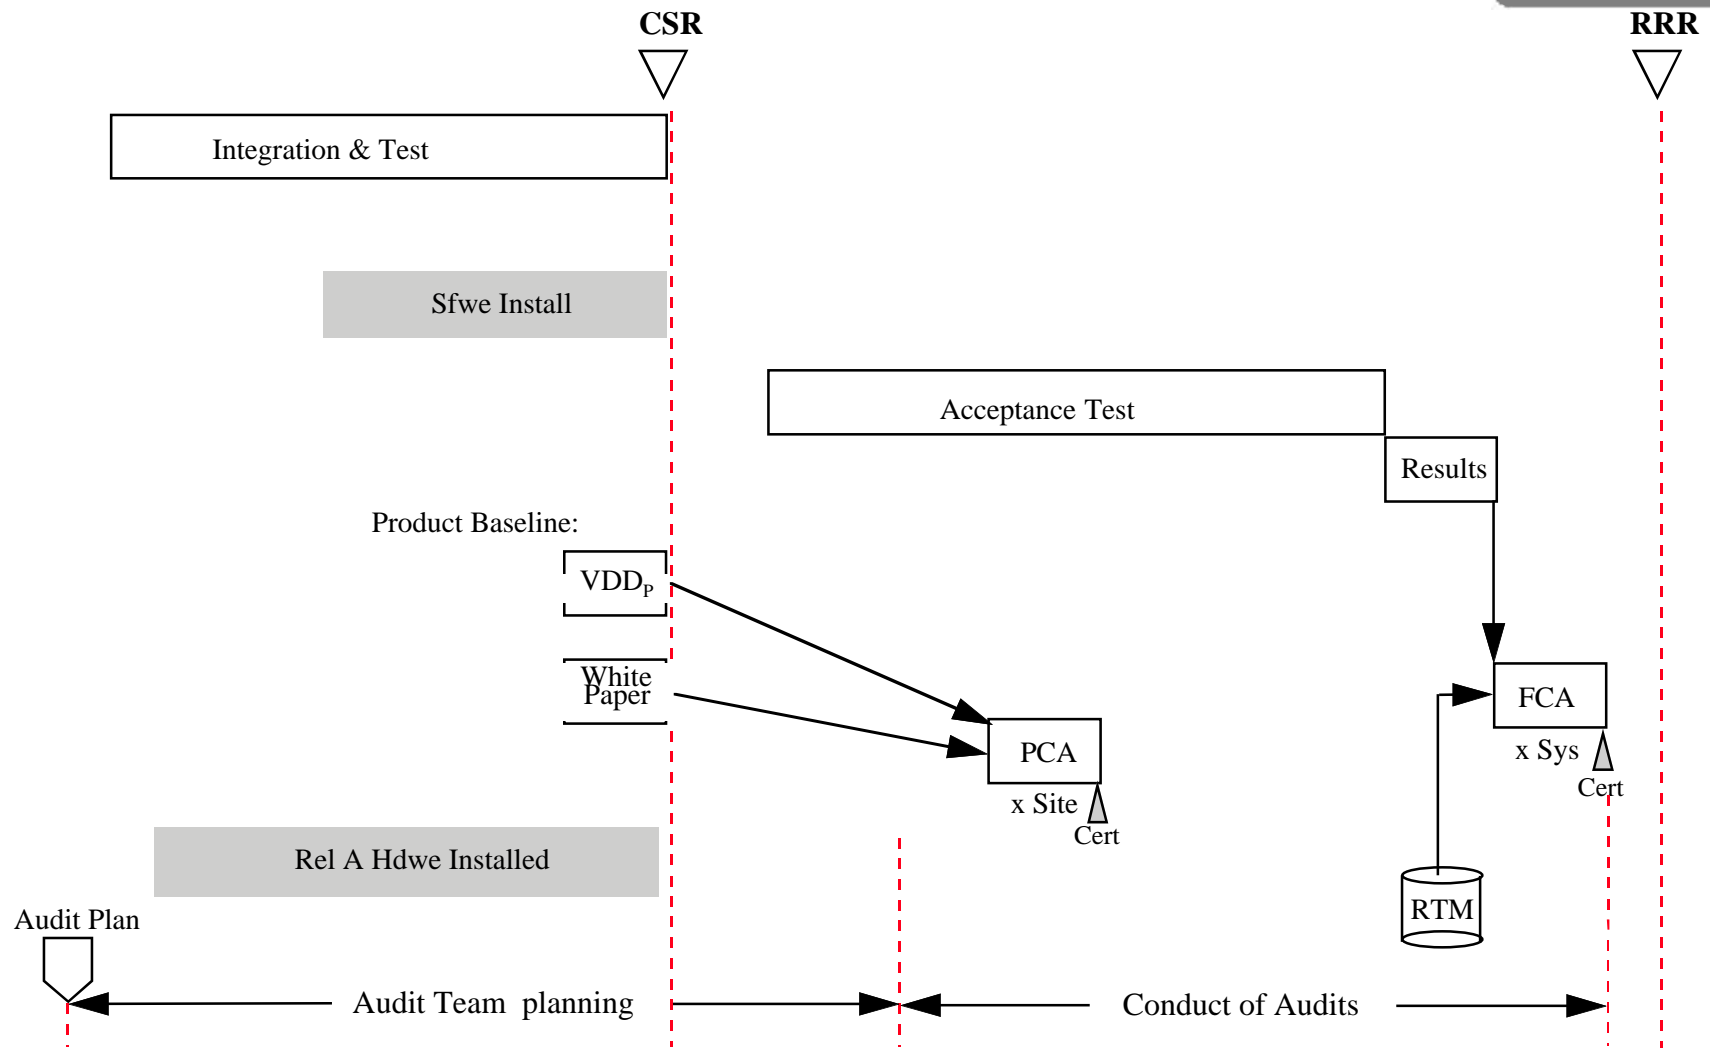 CSR
RRR
Integration & Test
Sfwe Install
Acceptance Test
Results
Product Baseline:
VDDP
White
Paper
FCA
PCA
x Sys
Cert
x Site
Cert
Rel A Hdwe Installed
RTM
Audit Plan
Audit Team planning
Conduct of Audits